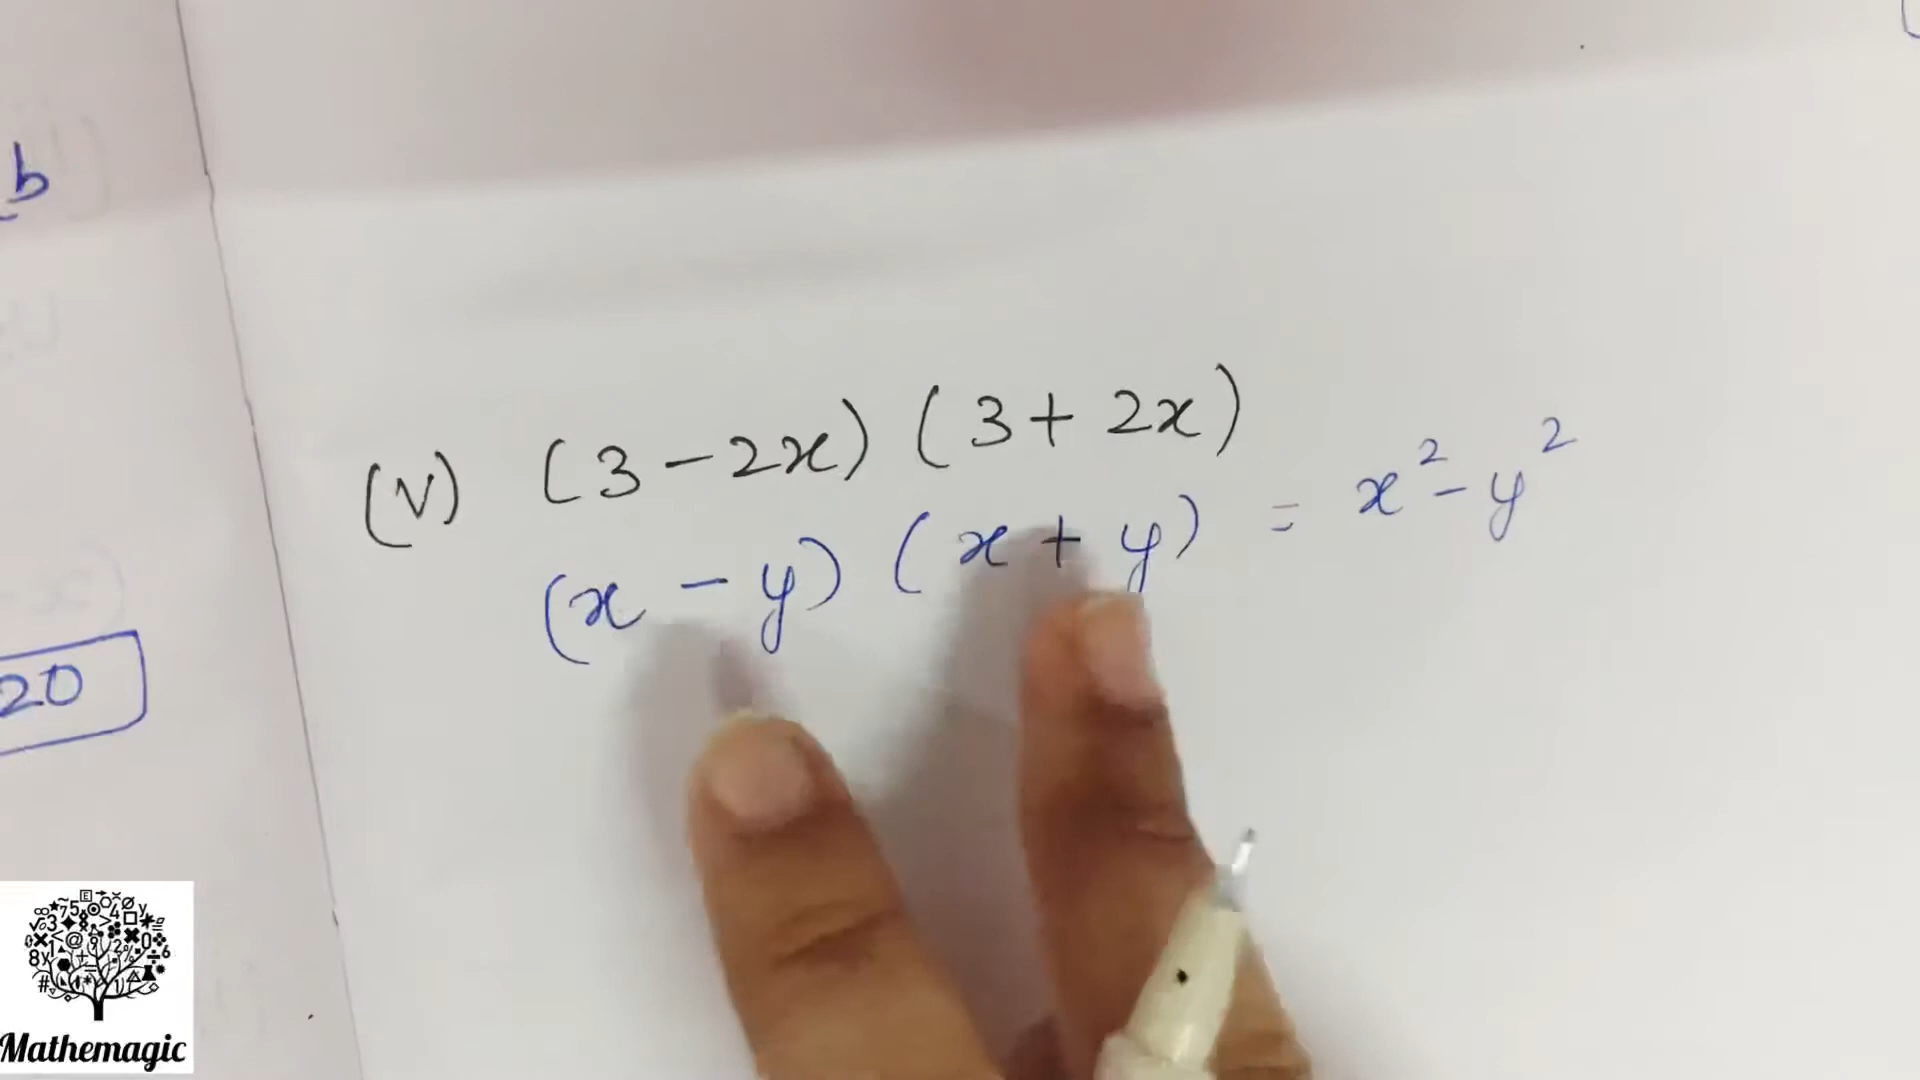 b
20
(V) (3 - 2x) (3 + 2x)
(x - y) (x + y) = x² - y²
Mathemagic